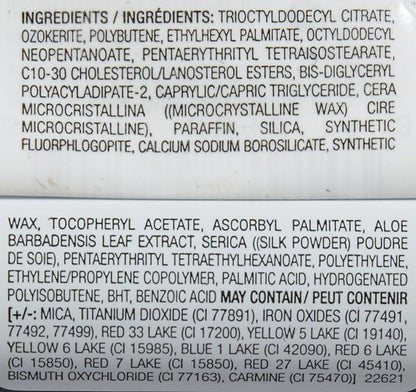 INGREDIENTS / INGRÉDIENTS: TRIOCTYLDODECYL CITRATE,
OZOKERITE, POLYBUTENE, ETHYLHEXYL PALMITATE, OCTYLDODECYL
NEOPENTANOATE, PENTAERYTHRITYL TETRAISOSTEARATE,
C10-30 CHOLESTEROL/LANOSTEROL ESTERS, BIS-DIGLYCERYL
POLYACYLADIPATE-2, CAPRYLIC/CAPRIC TRIGLYCERIDE, CERA
MICROCRISTALLINA ((MICROCRYSTALLINE WAX) CIRE
MICROCRISTALLINE), PARAFFIN, SILICA, SYNTHETIC
FLUORPHLOGOPITE, CALCIUM SODIUM BOROSILICATE, SYNTHETIC
WAX, TOCOPHERYL ACETATE, ASCORBYL PALMITATE, ALOE
BARBADENSIS LEAF EXTRACT, SERICA ((SILK POWDER) POUDRE
DE SOIE), PENTAERYTHRITYL TETRAETHYLHEXANOATE, POLYETHYLENE,
ETHYLENE/PROPYLENE COPOLYMER, PALMITIC ACID, HYDROGENATED
POLYISOBUTENE, BHT, BENZOIC ACID MAY CONTAIN/ PEUT CONTENIR
[+/-: MICA, TITANIUM DIOXIDE (CI 77891), IRON OXIDES (CI 77491,
77492, 77499), RED 33 LAKE (CI 17200), YELLOW 5 LAKE (CI 19140),
YELLOW 6 LAKE (CI 15985), BLUE 1 LAKE (CI 42090), RED 6 LAKE
(CI 15850), RED 7 LAKE (CI 15850), RED 27 LAKE (CI 45410),
BISMUTH OXYCHLORIDE (CI 77163), CARMINE (CI 75470)] 22621